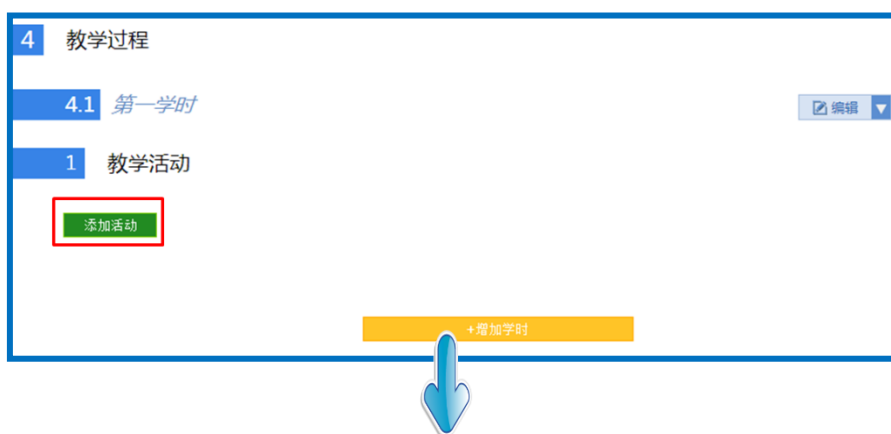 4 教学过程
4.1 第一学时
编辑
1 教学活动
添加活动
+增加学时